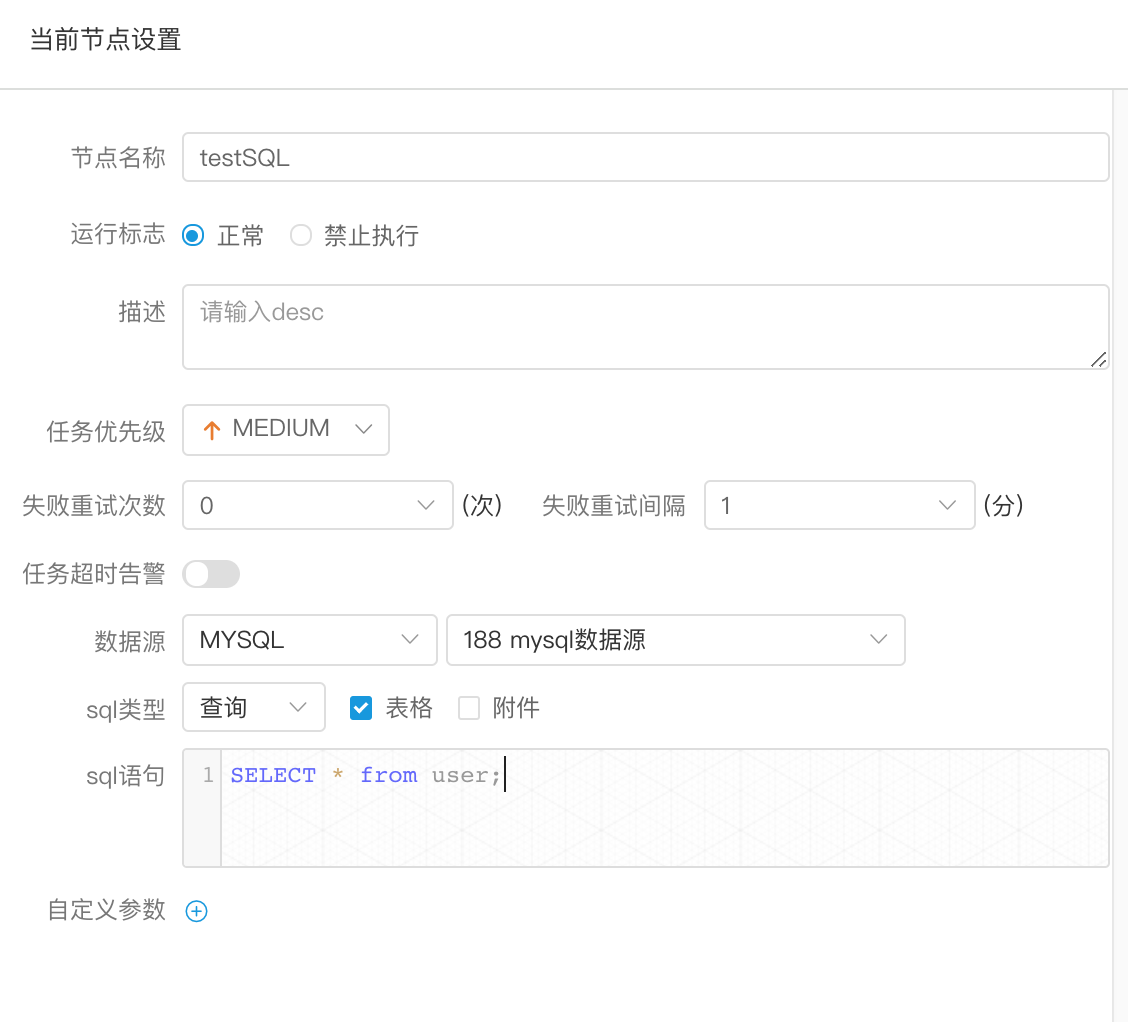 当前节点设置
节点名称 testSQL
运行标志 正常 禁止执行
描述 请输入desc
任务优先级 MEDIUM
失败重试次数 0 (次) 失败重试间隔 1 (分)
任务超时告警
数据源 MYSQL 188 mysql数据源
sql类型 查询 表格 附件
sql语句 1 SELECT * from user;
自定义参数